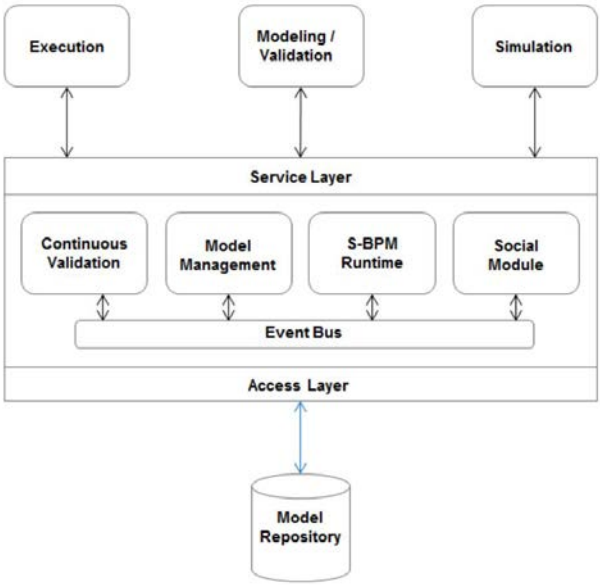 Execution
Modeling /
Validation
Simulation
Service Layer
Continuous
Validation
Model
Management
S-BPM
Runtime
Social
Module
Event Bus
Access Layer
Model
Repository